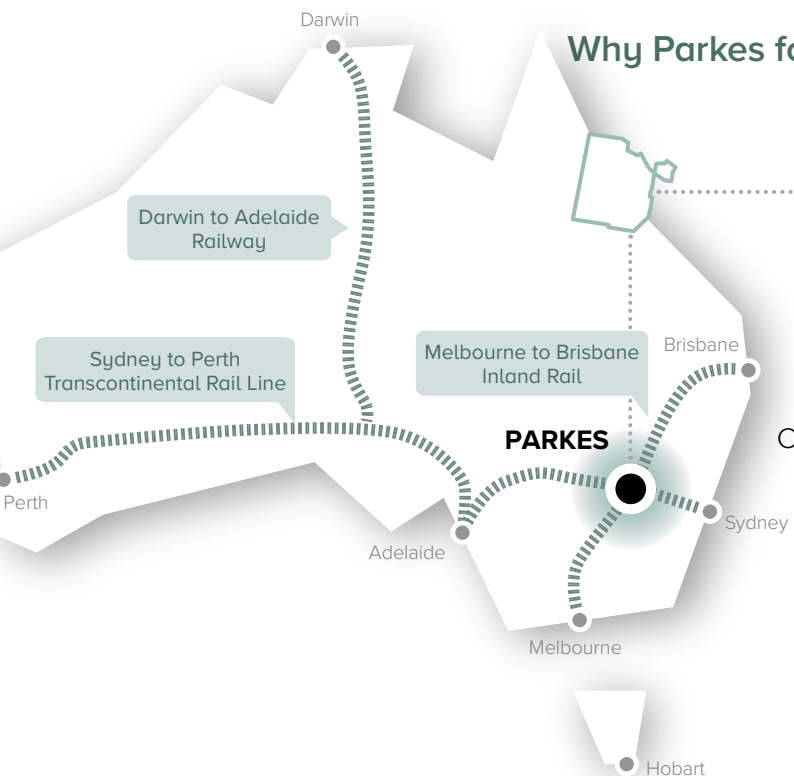 Darwin
Why Parkes fo
Darwin to Adelaide
Railway
Sydney to Perth
Transcontinental Rail Line
Melbourne to Brisbane
Inland Rail
Brisbane
PARKES
Perth
Sydney
Adelaide
Melbourne
Hobart